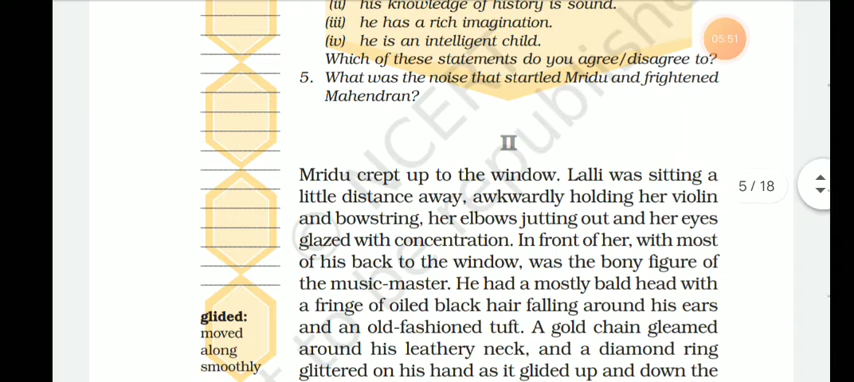 (ii) his knowledge of history is sound.
(iii) he has a rich imagination.
(iv) he is an intelligent child.
Which of these statements do you agree/disagree to?
5. What was the noise that startled Mridu and frightened
Mahendran?
05:51
II
Mridu crept up to the window. Lalli was sitting a
little distance away, awkwardly holding her violin
and bowstring, her elbows jutting out and her eyes
glazed with concentration. In front of her, with most
of his back to the window, was the bony figure of
the music-master. He had a mostly bald head with
a fringe of oiled black hair falling around his ears
and an old-fashioned tuft. A gold chain gleamed
around his leathery neck, and a diamond ring
glittered on his hand as it glided up and down the
5 / 18
glided:
moved
along
smoothly
© NCERT
not to be republished